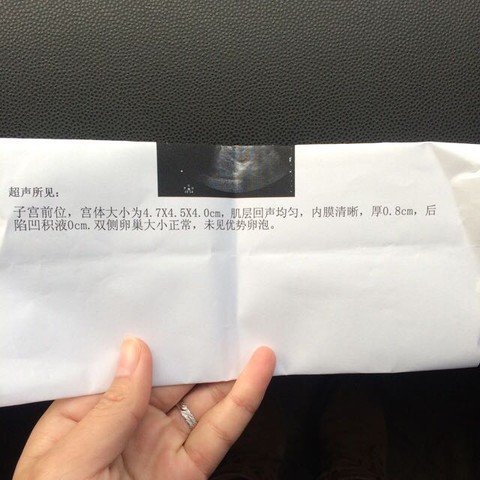 超声所见:
子宫前位，宫体大小为4.7X4.5X4.0cm，肌层回声均匀，内膜清晰，厚0.8cm，后
陷凹积液0cm.双侧卵巢大小正常，未见优势卵泡。